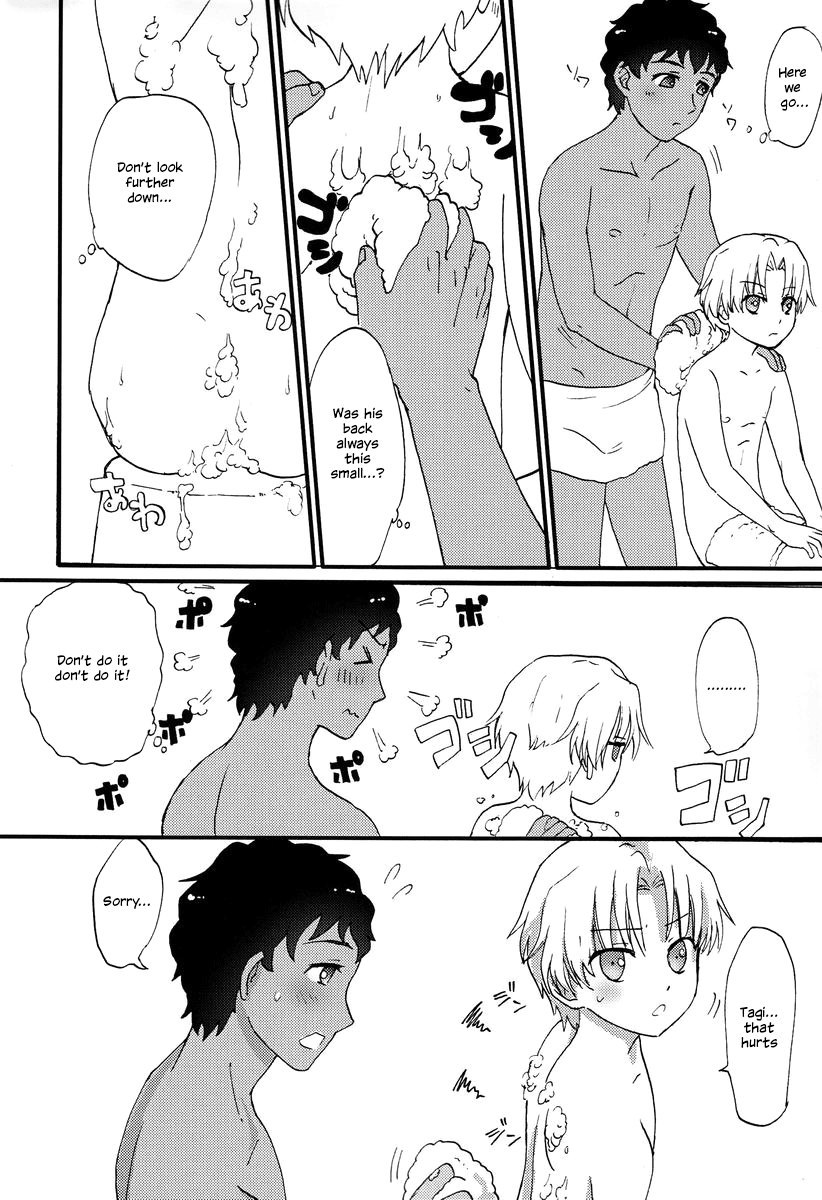 Here
we
go...
ゴシ
ゴシ
Was his
back
always
this
small...?
Don't look
further
down...
あわ
あわ
.........
ゴシ
ゴシ
ポ
ポ
ポ
ポ
ポ
Don't do it
don't do it!
Tagi...
that
hurts
Sorry...